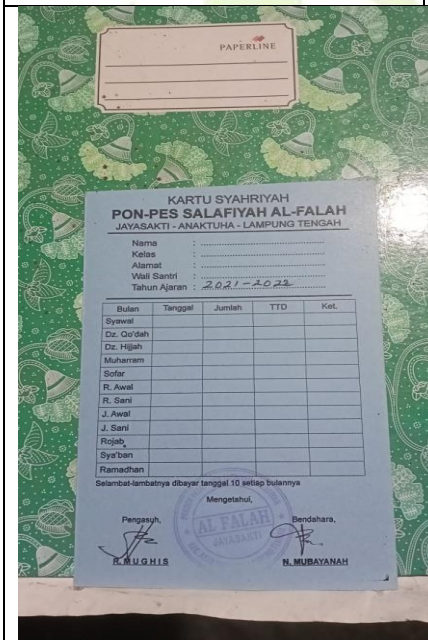 PAPERLINE
KARTU SYAHRIYAH
PON-PES SALAFIYAH AL-FALAH
JAYASAKTI - ANAKTUHA - LAMPUNG TENGAH
Nama :
Kelas :
Alamat :
Wali Santri :
Tahun Ajaran : 2021-2022
Bulan Tanggal Jumlah TTD Ket.
Syawal
Dz. Qo'dah
Dz. Hijjah
Muharram
Sofar
R. Awal
R. Sani
J. Awal
J. Sani
Rojab
Sya'ban
Ramadhan
Selambat-lambatnya dibayar tanggal 10 setiap bulannya
Mengetahui,
Pengasuh, Bendahara,
AL FALAH
JAYASAKTI
R. MUGHIS N. MUBAYANAH